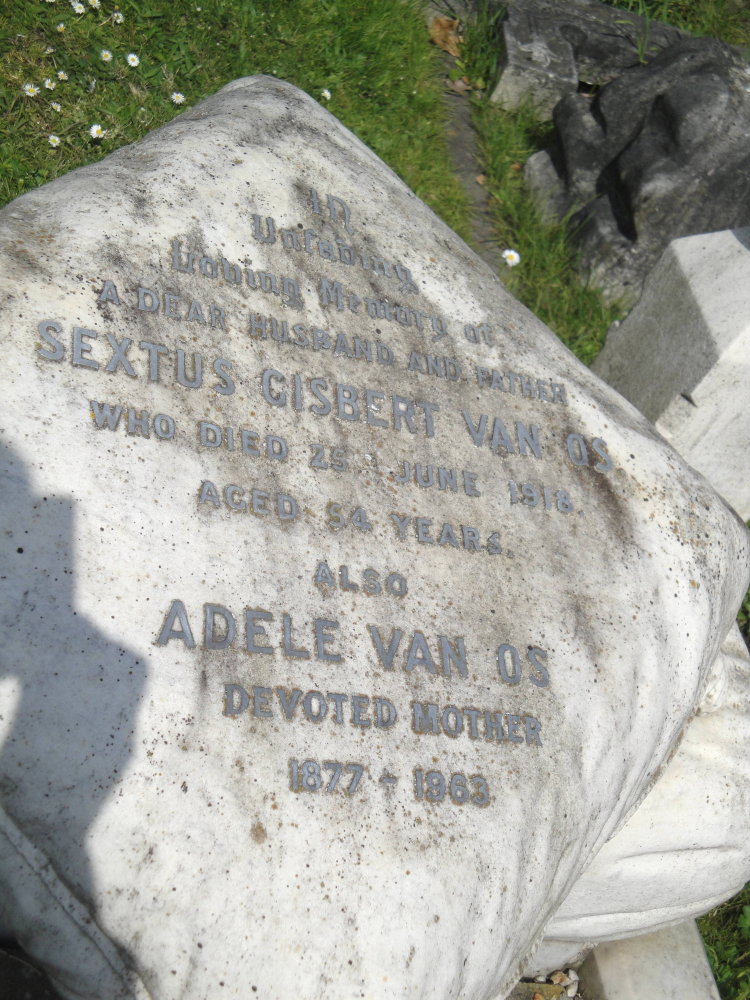 In
Unfading
Loving Memory of
A DEAR HUSBAND AND FATHER
SEXTUS GISBERT VAN OS
WHO DIED 25 JUNE 1918.
AGED 54 YEARS.
ALSO
ADELE VAN OS
DEVOTED MOTHER
1877 - 1963